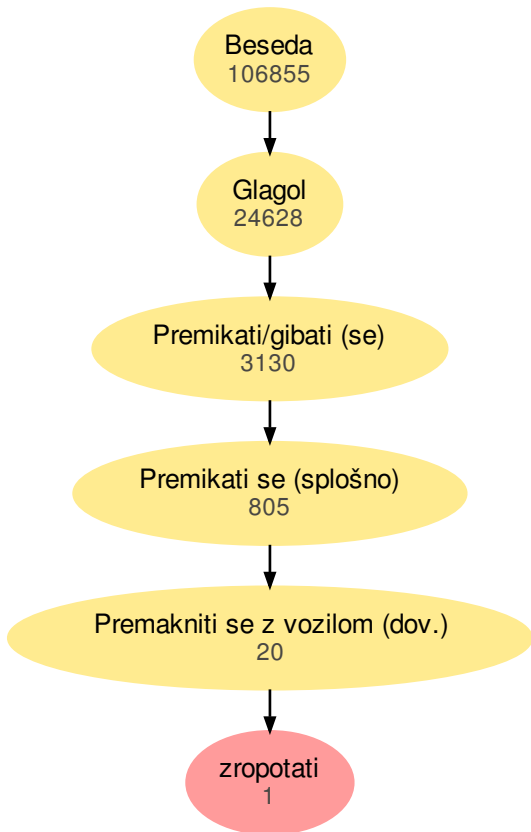 Beseda
106855
Glagol
24628
Premikati/gibati (se)
3130
Premikati se (splošno)
805
Premakniti se z vozilom (dov.)
20
zropotati
1